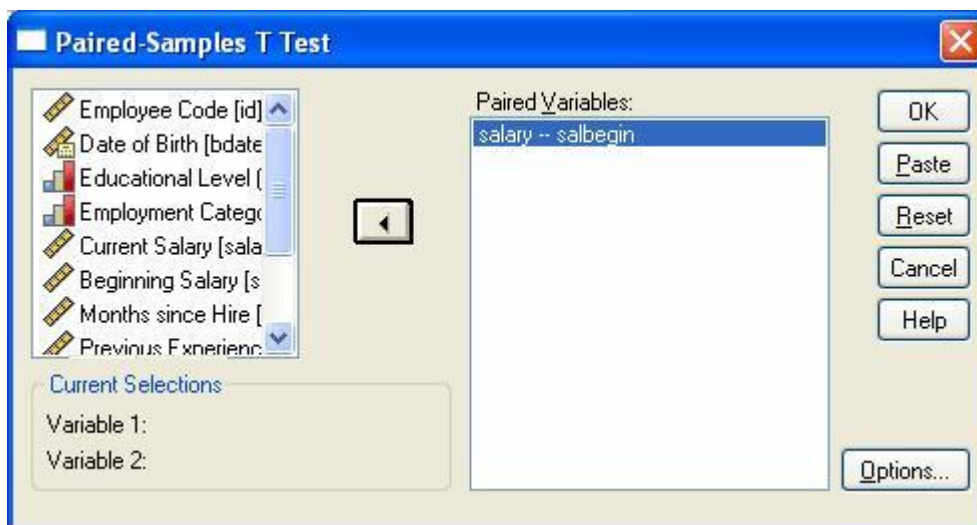 Paired-Samples T Test
Employee Code [id]
Date of Birth [bdate
Educational Level (
Employment Catego
Current Salary [sala
Beginning Salary [s
Months since Hire [
Previous Experienc
Current Selections
Variable 1:
Variable 2:
Paired Variables:
salary -- salbegin
OK
Paste
Reset
Cancel
Help
Options...